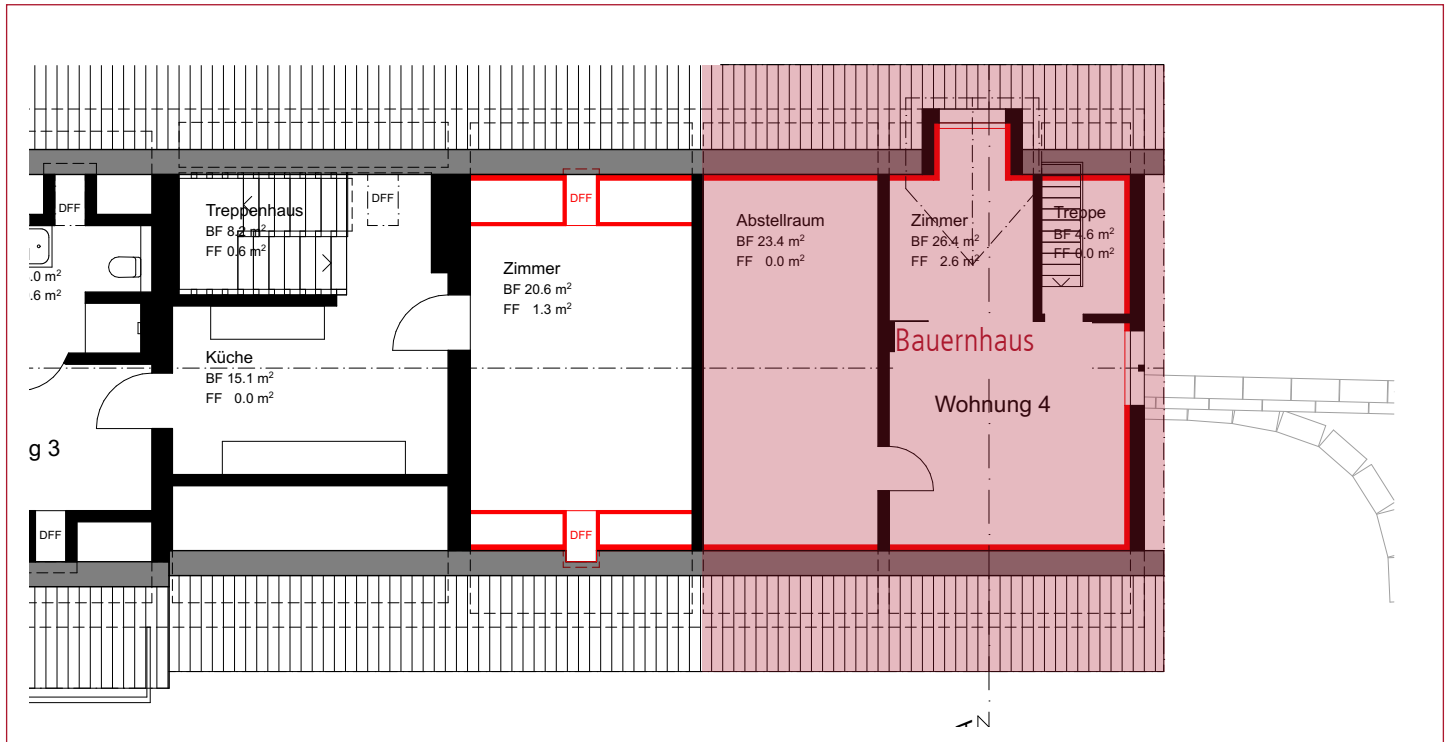 DFF
.0 m²
.6 m²
g 3
DFF
Treppenhaus
BF 8.2 m²
FF 0.6 m²
DFF
Küche
BF 15.1 m²
FF 0.0 m²
DFF
Zimmer
BF 20.6 m²
FF 1.3 m²
DFF
Abstellraum
BF 23.4 m²
FF 0.0 m²
Zimmer
BF 26.4 m²
FF 2.6 m²
Treppe
BF 4.6 m²
FF 0.0 m²
Bauernhaus
Wohnung 4